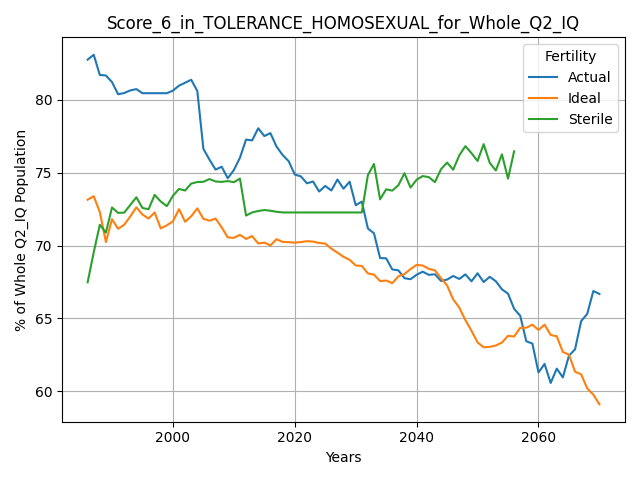 Score_6_in_TOLERANCE_HOMOSEXUAL_for_Whole_Q2_IQ
Fertility
Actual
Ideal
Sterile
% of Whole Q2_IQ Population
80
75
70
65
60
2000
2020
2040
2060
Years